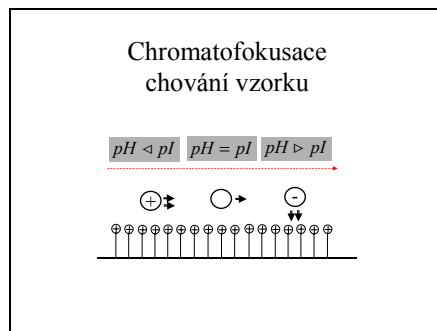 Chromatofokusace
chování vzorku
pH ⊲ pI pH = pI pH ⊳ pI
+ -
+ + + + + + + + + + + + + + + + +